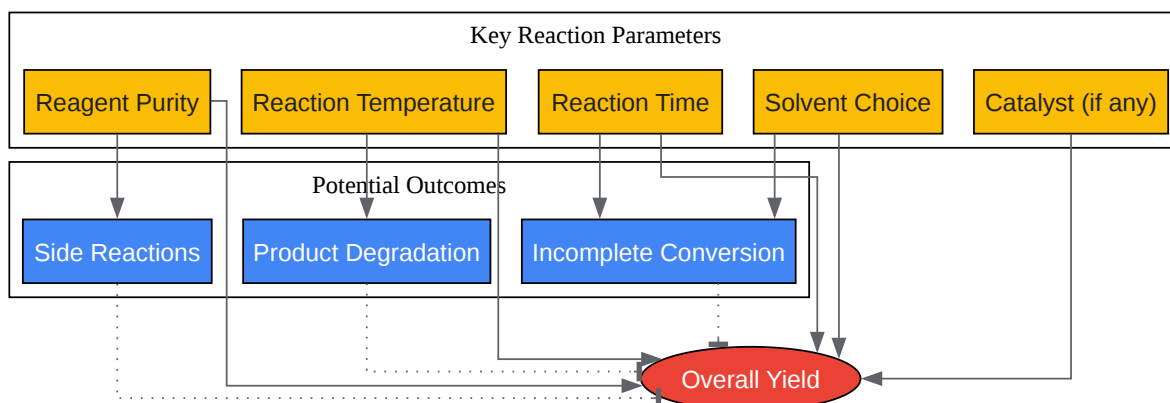 Key Reaction Parameters
Reagent Purity
Reaction Temperature
Reaction Time
Solvent Choice
Catalyst (if any)
Potential Outcomes
Side Reactions
Product Degradation
Incomplete Conversion
Overall Yield